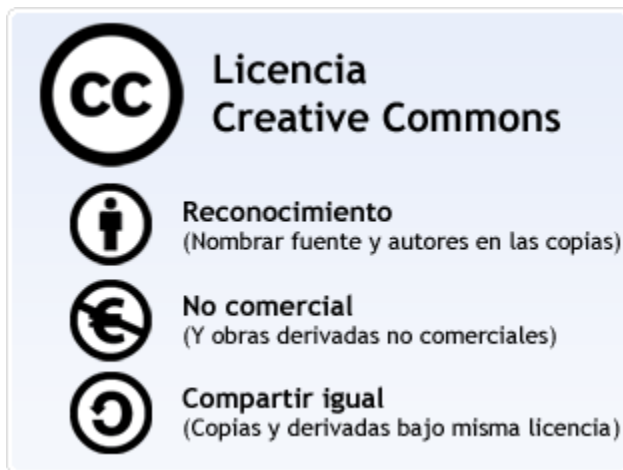 cc
Licencia
Creative Commons
Reconocimiento
(Nombrar fuente y autores en las copias)
No comercial
(Y obras derivadas no comerciales)
Compartir igual
(Copias y derivadas bajo misma licencia)